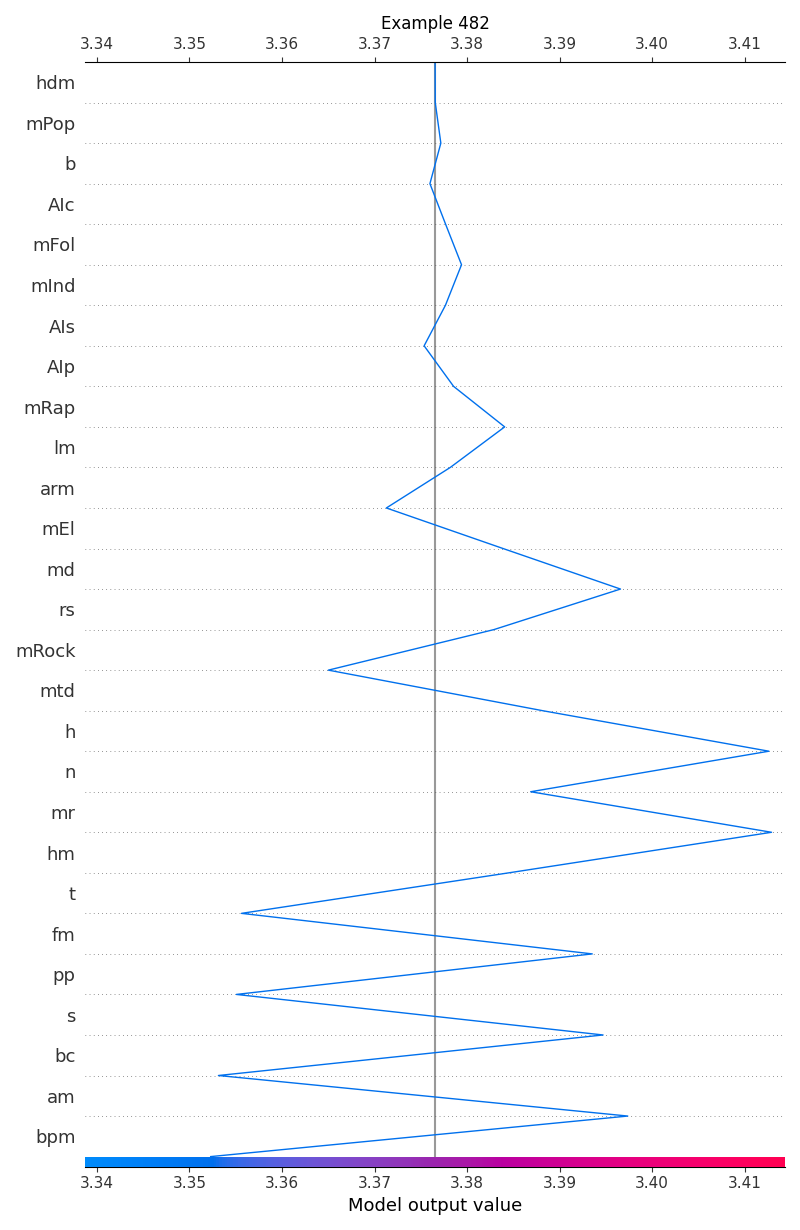 Example 482
3.34 3.35 3.36 3.37 3.38 3.39 3.40 3.41
hdm
mPop
b
AIc
mFol
mInd
AIs
AIp
mRap
lm
arm
mEl
md
rs
mRock
mtd
h
n
mr
hm
t
fm
pp
s
bc
am
bpm
3.34 3.35 3.36 3.37 3.38 3.39 3.40 3.41
Model output value